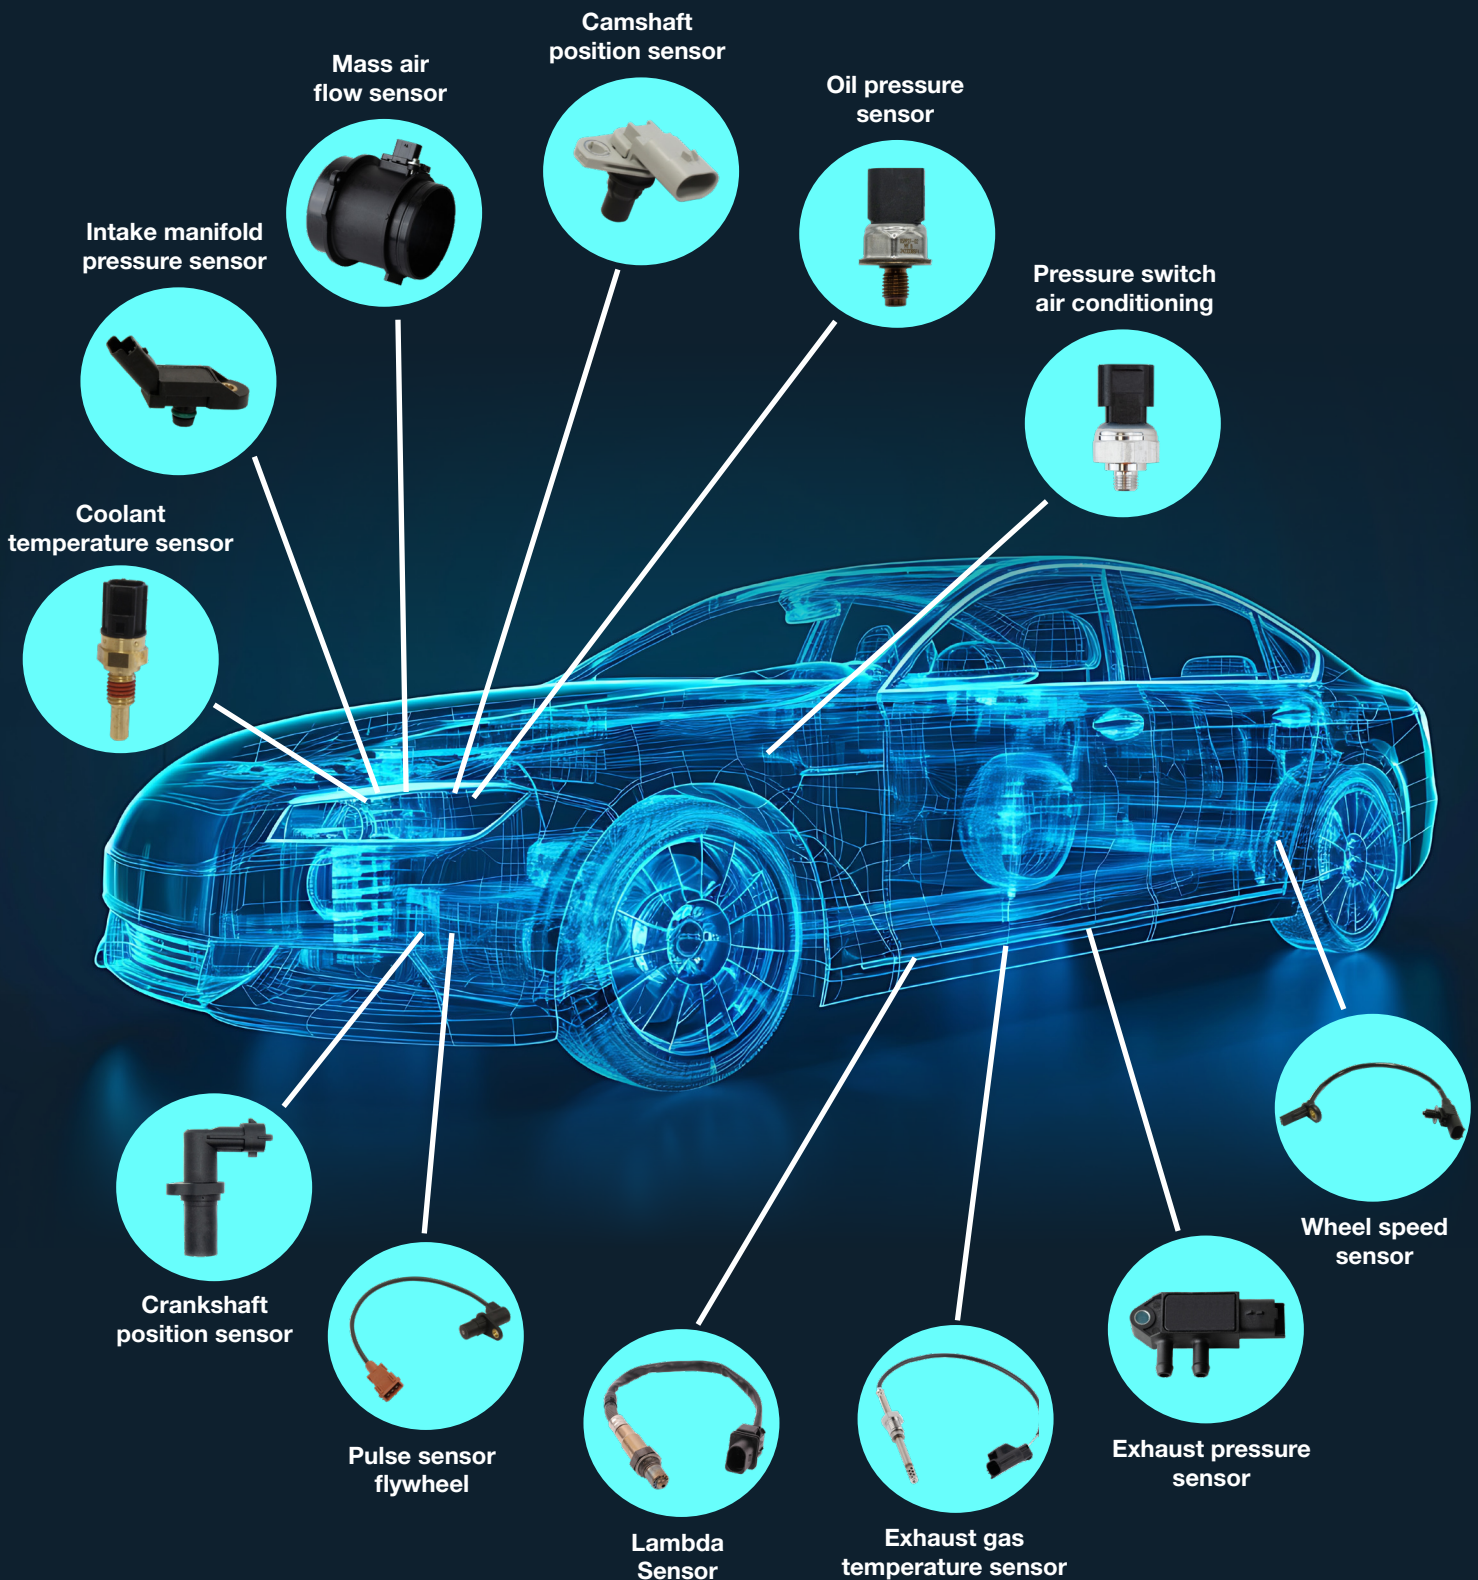 Camshaft
position sensor
Mass air
flow sensor
Oil pressure
sensor
Intake manifold
pressure sensor
Pressure switch
air conditioning
Coolant
temperature sensor
Wheel speed
sensor
Crankshaft
position sensor
Pulse sensor
flywheel
Exhaust pressure
sensor
Lambda
Sensor
Exhaust gas
temperature sensor